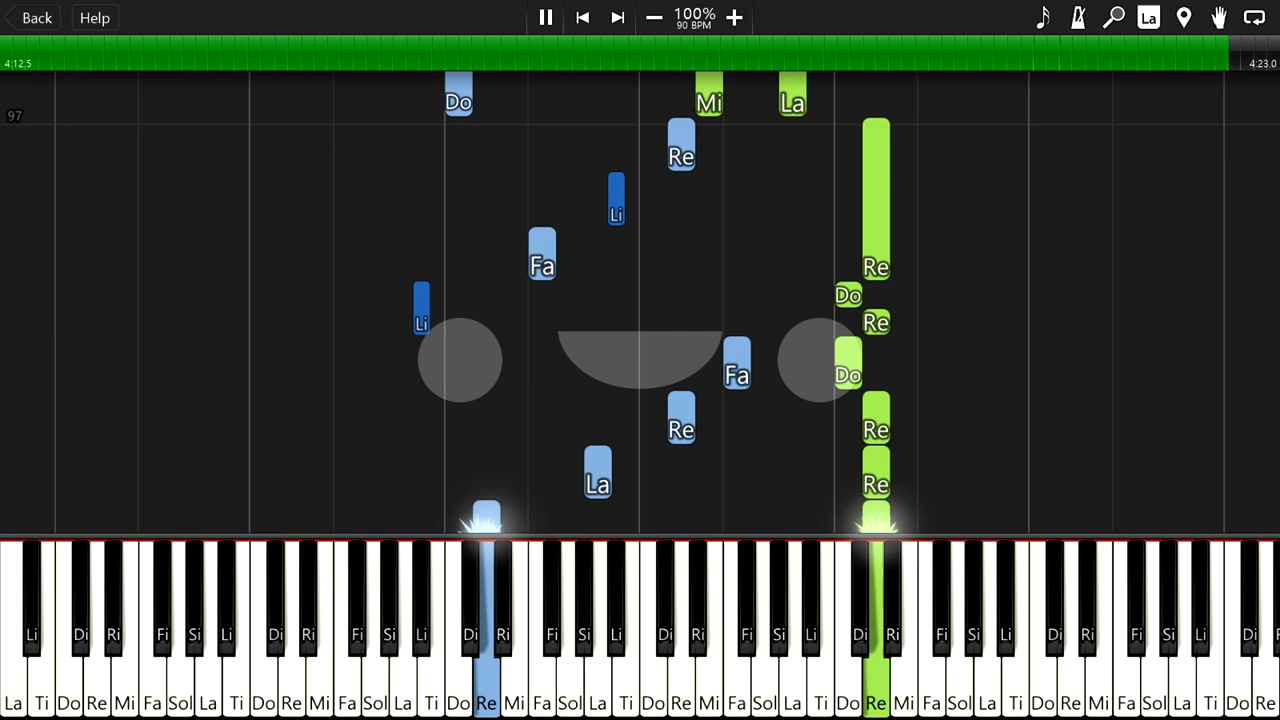 Back Help 100% 90 BPM La
4:12.5 4:23.0
Do Mi La
97
Re
Li
Fa Re
Do
Li Re
Fa Do
Re Re
La Re
Li Di Ri Fi Si Li Di Ri Fi Si Li Di Ri Fi Si Li Di Ri Fi Si Li Di Ri Fi Si Li Di Ri Fi Si Li Di
La Ti Do Re Mi Fa Sol La Ti Do Re Mi Fa Sol La Ti Do Re Mi Fa Sol La Ti Do Re Mi Fa Sol La Ti Do Re Mi Fa Sol La Ti Do Re Mi Fa Sol La Ti Do Re